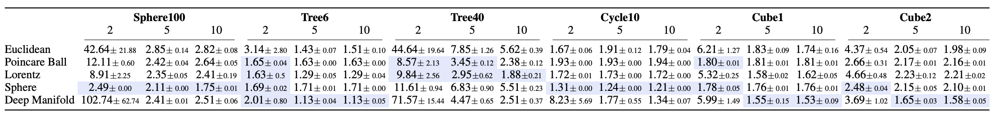 Sphere100 Tree6 Tree40 Cycle10 Cube1 Cube2
2 5 10 2 5 10 2 5 10 2 5 10 2 5 10 2 5 10
Euclidean 42.64± 21.88 2.85± 0.14 2.82± 0.08 3.14± 2.80 1.43± 0.07 1.51± 0.10 44.64± 19.64 7.85± 1.26 5.62± 0.39 1.67± 0.06 1.91± 0.12 1.79± 0.04 6.21± 1.27 1.83± 0.09 1.74± 0.16 4.37± 0.54 2.05± 0.07 1.98± 0.09
Poincare Ball 12.11± 0.60 2.42± 0.04 2.64± 0.05 1.65± 0.04 1.63± 0.00 1.63± 0.00 8.57± 2.13 3.45± 0.12 2.38± 0.12 1.93± 0.00 1.93± 0.00 1.94± 0.00 1.80± 0.01 1.81± 0.01 1.81± 0.01 2.66± 0.31 2.17± 0.01 2.16± 0.01
Lorentz 8.91±2.25 2.35±0.05 2.41±0.19 1.63± 0.5 1.29± 0.05 1.29± 0.04 9.84± 2.56 2.95±0.62 1.88±0.21 1.72± 0.01 1.73± 0.00 1.72± 0.00 5.32±0.25 1.58±0.02 1.62±0.05 4.66±0.48 2.23±0.12 2.21±0.02
Sphere 2.49± 0.00 2.11± 0.00 1.75± 0.01 1.69± 0.02 1.71± 0.01 1.71± 0.00 11.61± 0.94 6.83± 0.90 5.51± 0.23 1.31± 0.00 1.24± 0.00 1.21± 0.00 1.78± 0.05 1.76± 0.01 1.76± 0.01 2.48± 0.04 2.15± 0.05 2.10± 0.01
Deep Manifold 102.74± 62.74 2.41± 0.01 2.51± 0.06 2.01± 0.80 1.13± 0.04 1.13± 0.05 71.57± 15.44 4.47± 0.65 2.51± 0.37 8.23± 5.69 1.77± 0.55 1.34± 0.07 5.99± 1.49 1.55± 0.15 1.53± 0.09 3.69± 1.02 1.65± 0.03 1.58± 0.05